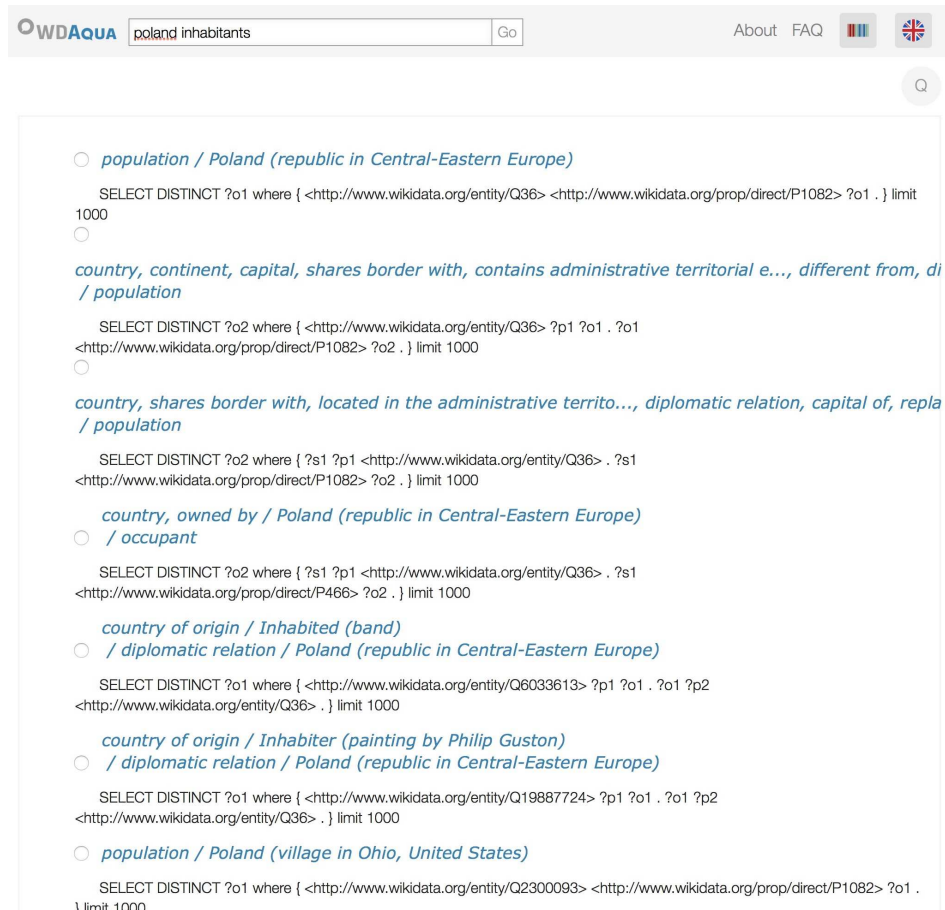 OWDAQUA poland inhabitants Go About FAQ
Q
population / Poland (republic in Central-Eastern Europe)
SELECT DISTINCT ?o1 where { <http://www.wikidata.org/entity/Q36> <http://www.wikidata.org/prop/direct/P1082> ?o1 . } limit
1000
country, continent, capital, shares border with, contains administrative territorial e..., different from, di
/ population
SELECT DISTINCT ?o2 where { <http://www.wikidata.org/entity/Q36> ?p1 ?o1 . ?o1
<http://www.wikidata.org/prop/direct/P1082> ?o2 . } limit 1000
country, shares border with, located in the administrative territo..., diplomatic relation, capital of, repla
/ population
SELECT DISTINCT ?o2 where { ?s1 ?p1 <http://www.wikidata.org/entity/Q36> . ?s1
<http://www.wikidata.org/prop/direct/P1082> ?o2 . } limit 1000
country, owned by / Poland (republic in Central-Eastern Europe)
/ occupant
SELECT DISTINCT ?o2 where { ?s1 ?p1 <http://www.wikidata.org/entity/Q36> . ?s1
<http://www.wikidata.org/prop/direct/P466> ?o2 . } limit 1000
country of origin / Inhabited (band)
/ diplomatic relation / Poland (republic in Central-Eastern Europe)
SELECT DISTINCT ?o1 where { <http://www.wikidata.org/entity/Q6033613> ?p1 ?o1 . ?o1 ?p2
<http://www.wikidata.org/entity/Q36> . } limit 1000
country of origin / Inhabiter (painting by Philip Guston)
/ diplomatic relation / Poland (republic in Central-Eastern Europe)
SELECT DISTINCT ?o1 where { <http://www.wikidata.org/entity/Q19887724> ?p1 ?o1 . ?o1 ?p2
<http://www.wikidata.org/entity/Q36> . } limit 1000
population / Poland (village in Ohio, United States)
SELECT DISTINCT ?o1 where { <http://www.wikidata.org/entity/Q2300093> <http://www.wikidata.org/prop/direct/P1082> ?o1 .
} limit 1000